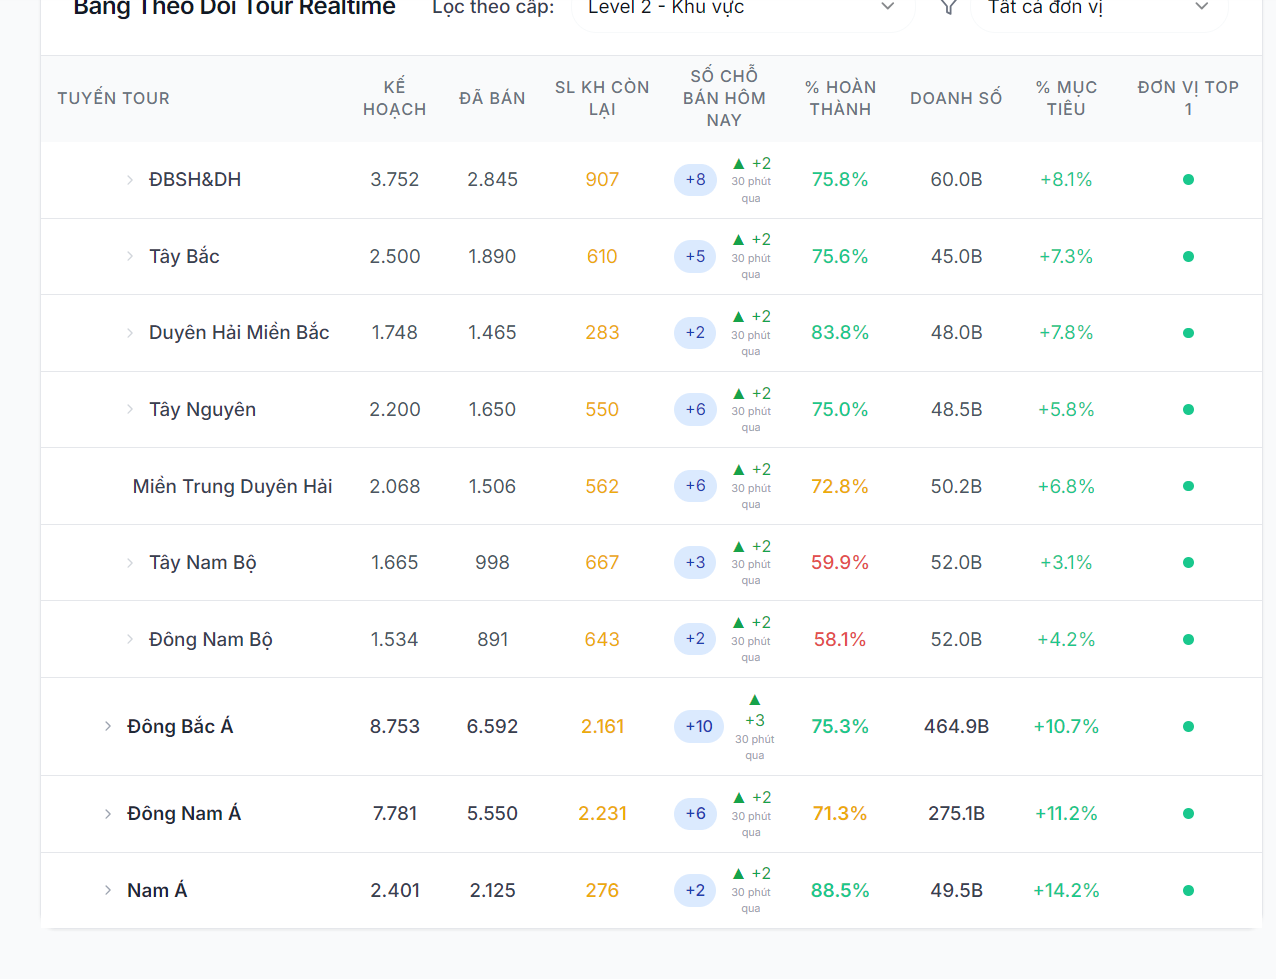 Bảng Theo Dõi Tour Realtime Lọc theo cấp: Level 2 - Khu vực Tất cả đơn vị
TUYẾN TOUR KẾ HOẠCH ĐÃ BÁN SL KH CÒN LẠI SỐ CHỖ BÁN HÔM NAY % HOÀN THÀNH DOANH SỐ % MỤC TIÊU ĐƠN VỊ TOP 1
ĐBSH&DH 3.752 2.845 907 +8 ▲ +2 30 phút qua 75.8% 60.0B +8.1%
Tây Bắc 2.500 1.890 610 +5 ▲ +2 30 phút qua 75.6% 45.0B +7.3%
Duyên Hải Miền Bắc 1.748 1.465 283 +2 ▲ +2 30 phút qua 83.8% 48.0B +7.8%
Tây Nguyên 2.200 1.650 550 +6 ▲ +2 30 phút qua 75.0% 48.5B +5.8%
Miền Trung Duyên Hải 2.068 1.506 562 +6 ▲ +2 30 phút qua 72.8% 50.2B +6.8%
Tây Nam Bộ 1.665 998 667 +3 ▲ +2 30 phút qua 59.9% 52.0B +3.1%
Đông Nam Bộ 1.534 891 643 +2 ▲ +2 30 phút qua 58.1% 52.0B +4.2%
Đông Bắc Á 8.753 6.592 2.161 +10 ▲ +3 30 phút qua 75.3% 464.9B +10.7%
Đông Nam Á 7.781 5.550 2.231 +6 ▲ +2 30 phút qua 71.3% 275.1B +11.2%
Nam Á 2.401 2.125 276 +2 ▲ +2 30 phút qua 88.5% 49.5B +14.2%